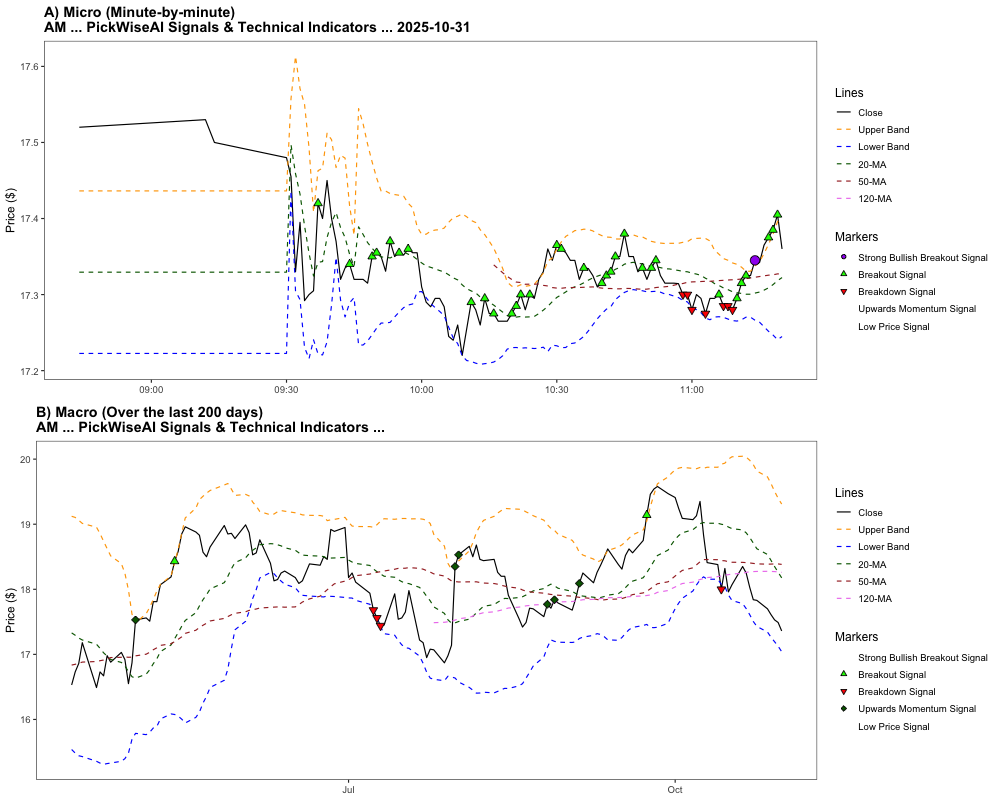 A) Micro (Minute-by-minute)
AM ... PickWiseAI Signals & Technical Indicators ... 2025-10-31
17.6
17.5
17.4
17.3
17.2
Price ($)
09:00
09:30
10:00
10:30
11:00
Lines
Close
Upper Band
Lower Band
20-MA
50-MA
120-MA
Markers
Strong Bullish Breakout Signal
Breakout Signal
Breakdown Signal
Upwards Momentum Signal
Low Price Signal
B) Macro (Over the last 200 days)
AM ... PickWiseAI Signals & Technical Indicators ...
20
19
18
17
16
Price ($)
Jul
Oct
Lines
Close
Upper Band
Lower Band
20-MA
50-MA
120-MA
Markers
Strong Bullish Breakout Signal
Breakout Signal
Breakdown Signal
Upwards Momentum Signal
Low Price Signal